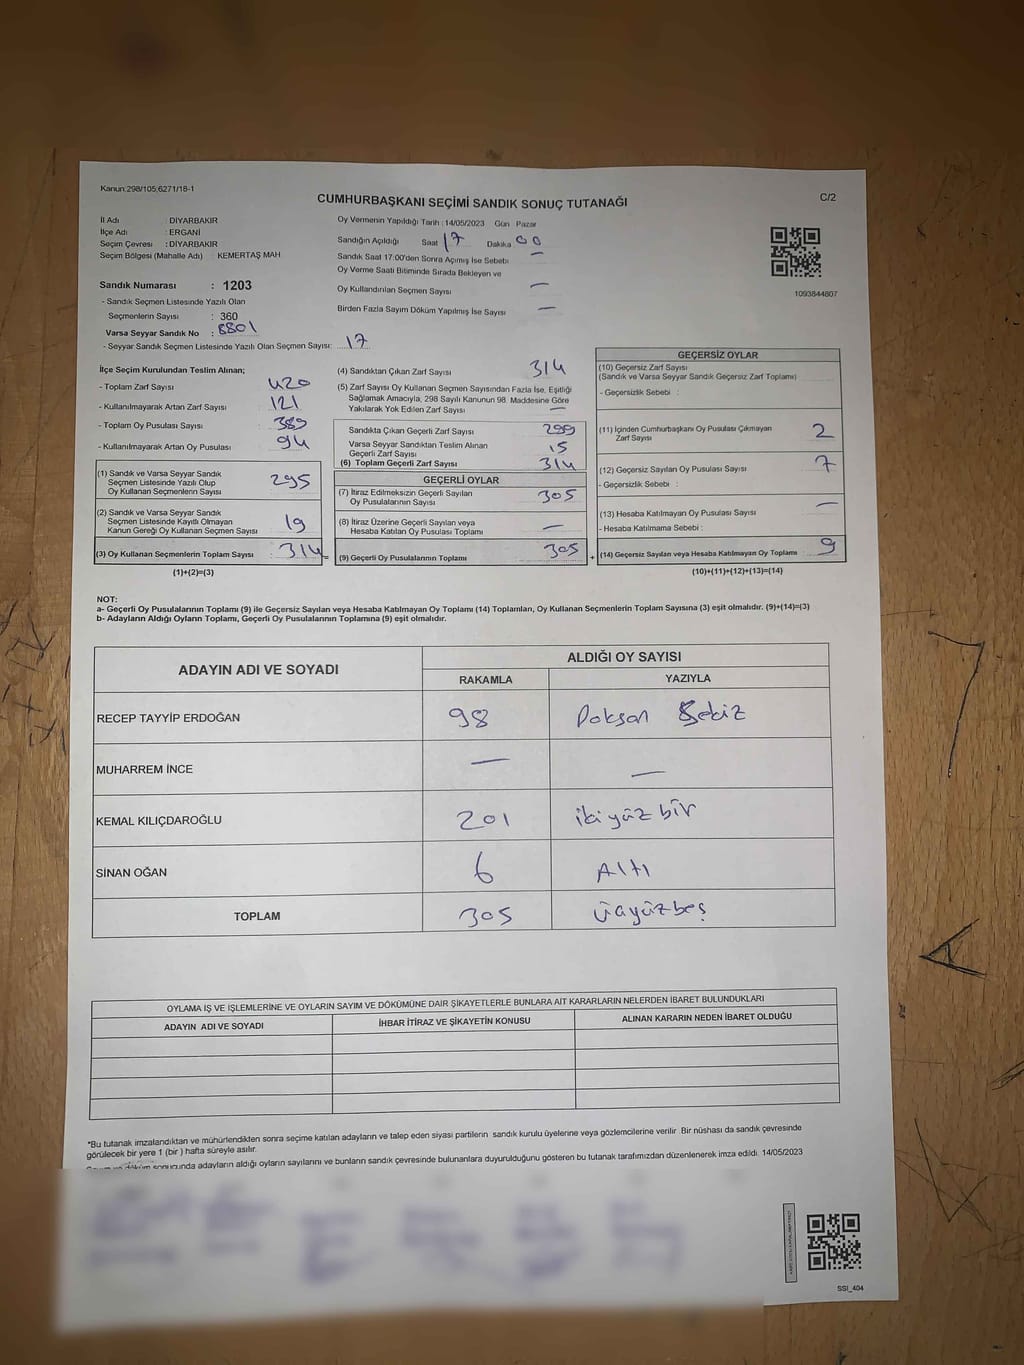 Kanun:298/105;6271/18-1
CUMHURBAŞKANI SEÇİMİ SANDIK SONUÇ TUTANAĞI
C/2
İl Adı : DİYARBAKIR
İlçe Adı : ERGANİ
Seçim Çevresi : DİYARBAKIR
Seçim Bölgesi (Mahalle Adı) : KEMERTAŞ MAH
Oy Vermenin Yapıldığı Tarih : 14/05/2023 Gün Pazar
Sandığın Açıldığı Saat 17 Dakika 00
Sandık Saat 17:00'den Sonra Açımış İse Sebebi —
Oy Verme Saati Bitiminde Sırada Bekleyen ve
Oy Kullandırılan Seçmen Sayısı —
Birden Fazla Sayım Döküm Yapılmış İse Sayısı —
1093844807
Sandık Numarası : 1203
- Sandık Seçmen Listesinde Yazılı Olan
Seçmenlerin Sayısı : 360
Varsa Seyyar Sandık No : 8801
- Seyyar Sandık Seçmen Listesinde Yazılı Olan Seçmen Sayısı: 17
İlçe Seçim Kurulundan Teslim Alınan;
- Toplam Zarf Sayısı 420
- Kullanılmayarak Artan Zarf Sayısı : 121
- Toplam Oy Pusulası Sayısı : 389
- Kullanılmayarak Artan Oy Pusulası : 94
(1) Sandık ve Varsa Seyyar Sandık
Seçmen Listesinde Yazılı Olup
Oy Kullanan Seçmenlerin Sayısı 295
(2) Sandık ve Varsa Seyyar Sandık
Seçmen Listesinde Kayıtlı Olmayan
Kanun Gereği Oy Kullanan Seçmen Sayısı 19
(3) Oy Kullanan Seçmenlerin Toplam Sayısı : 314 =
(1)+(2)=(3)
(4) Sandıktan Çıkan Zarf Sayısı 314
(5) Zarf Sayısı Oy Kullanan Seçmen Sayısından Fazla İse, Eşitliği
Sağlamak Amacıyla, 298 Sayılı Kanunun 98. Maddesine Göre
Yakılarak Yok Edilen Zarf Sayısı —
Sandıkta Çıkan Geçerli Zarf Sayısı 299
Varsa Seyyar Sandıktan Teslim Alınan
Geçerli Zarf Sayısı 15
(6) Toplam Geçerli Zarf Sayısı 314
GEÇERLİ OYLAR
(7) İtiraz Edilmeksizin Geçerli Sayılan
Oy Pusulalarının Sayısı 305
(8) İtiraz Üzerine Geçerli Sayılan veya
Hesaba Katılan Oy Pusulası Toplamı —
(9) Geçerli Oy Pusulalarının Toplamı 305 +
GEÇERSİZ OYLAR
(10) Geçersiz Zarf Sayısı
(Sandık ve Varsa Seyyar Sandık Geçersiz Zarf Toplamı)
- Geçersizlik Sebebi :
(11) İçinden Cumhurbaşkanı Oy Pusulası Çıkmayan
Zarf Sayısı 2
(12) Geçersiz Sayılan Oy Pusulası Sayısı 7
- Geçersizlik Sebebi :
(13) Hesaba Katılmayan Oy Pusulası Sayısı —
- Hesaba Katılmama Sebebi :
(14) Geçersiz Sayılan veya Hesaba Katılmayan Oy Toplamı 9
(10)+(11)+(12)+(13)=(14)
NOT:
a- Geçerli Oy Pusulalarının Toplamı (9) ile Geçersiz Sayılan veya Hesaba Katılmayan Oy Toplamı (14) Toplamları, Oy Kullanan Seçmenlerin Toplam Sayısına (3) eşit olmalıdır. (9)+(14)=(3)
b- Adayların Aldığı Oyların Toplamı, Geçerli Oy Pusulalarının Toplamına (9) eşit olmalıdır.
ADAYIN ADI VE SOYADI ALDIĞI OY SAYISI
RAKAMLA YAZIYLA
RECEP TAYYİP ERDOĞAN 98 Doksan Sekiz
MUHARREM İNCE — —
KEMAL KILIÇDAROĞLU 201 ikiyüz bir
SİNAN OĞAN 6 Altı
TOPLAM 305 üçyüzbeş
OYLAMA İŞ VE İŞLEMLERİNE VE OYLARIN SAYIM VE DÖKÜMÜNE DAİR ŞİKAYETLERLE BUNLARA AİT KARARLARIN NELERDEN İBARET BULUNDUKLARI
ADAYIN ADI VE SOYADI İHBAR İTİRAZ VE ŞİKAYETİN KONUSU ALINAN KARARIN NEDEN İBARET OLDUĞU
*Bu tutanak imzalandıktan ve mühürlendikten sonra seçime katılan adayların ve talep eden siyasi partilerin sandık kurulu üyelerine veya gözlemcilerine verilir. Bir nüshası da sandık çevresinde
görülecek bir yere 1 (bir) hafta süreyle asılır.
sonucunda adayların aldığı oyların sayılarını ve bunların sandık çevresinde bulunanlara duyurulduğunu gösteren bu tutanak tarafımızdan düzenlenerek imza edildi. 14/05/2023
SSI_404